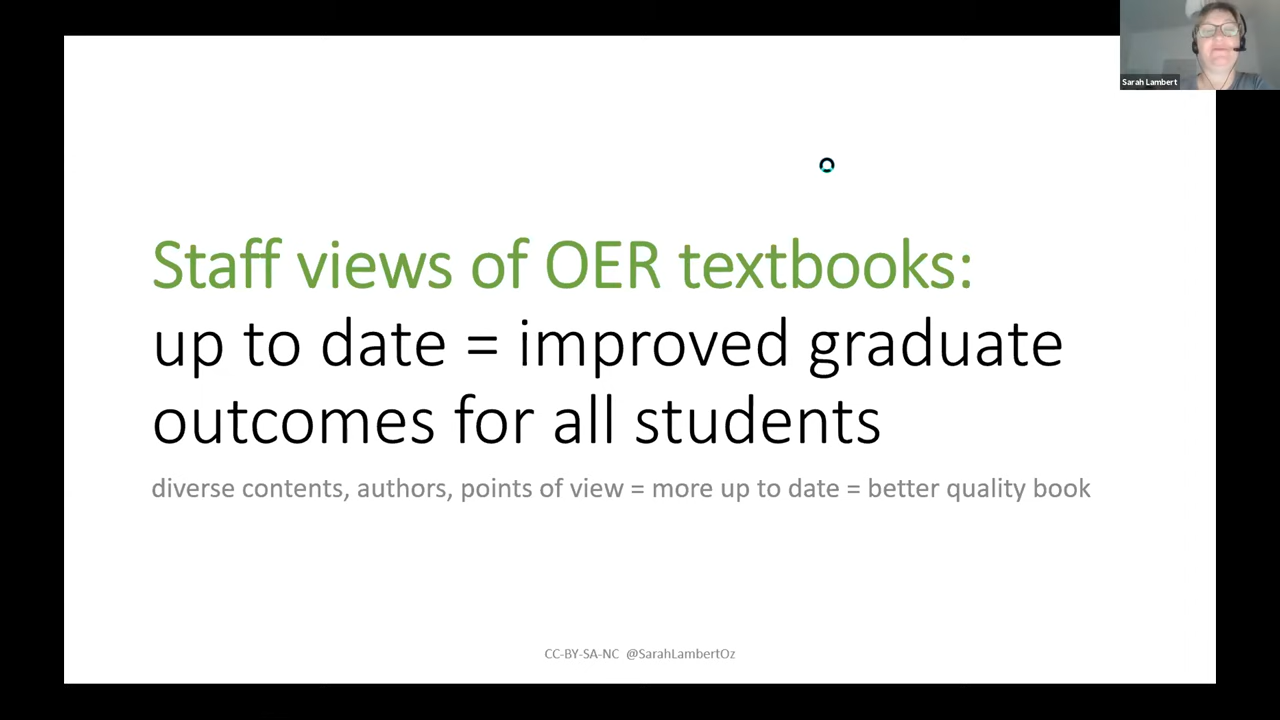 Sarah Lambert
Staff views of OER textbooks:
up to date = improved graduate
outcomes for all students
diverse contents, authors, points of view = more up to date = better quality book
CC-BY-SA-NC @SarahLambertOz